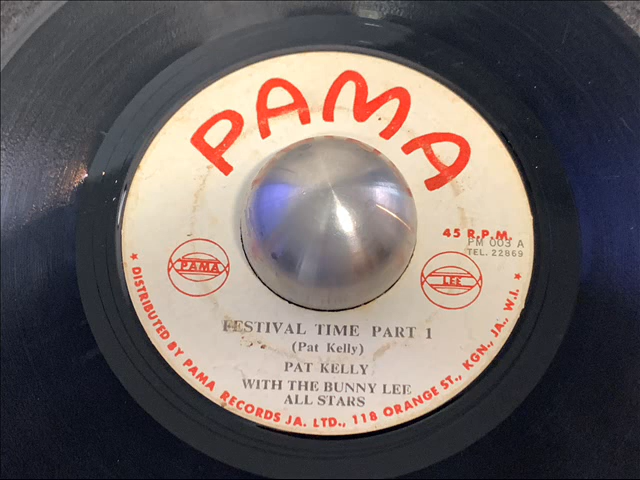 PAMA
45 R.P.M.
PM 003 A
TEL. 22869
PAMA
LEE
FESTIVAL TIME PART 1
(Pat Kelly)
PAT KELLY
WITH THE BUNNY LEE
ALL STARS
★ DISTRIBUTED BY PAMA RECORDS JA. LTD., 118 ORANGE ST., KGN., JA., W.I. ★